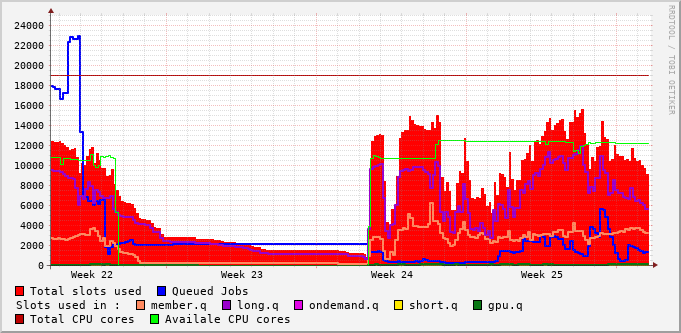 24000
22000
20000
18000
16000
14000
12000
10000
8000
6000
4000
2000
0
Week 22 Week 23 Week 24 Week 25
RRDTOOL / TOBI OETIKER
Total slots used Queued Jobs
Slots used in : member.q long.q ondemand.q short.q gpu.q
Total CPU cores Availale CPU cores